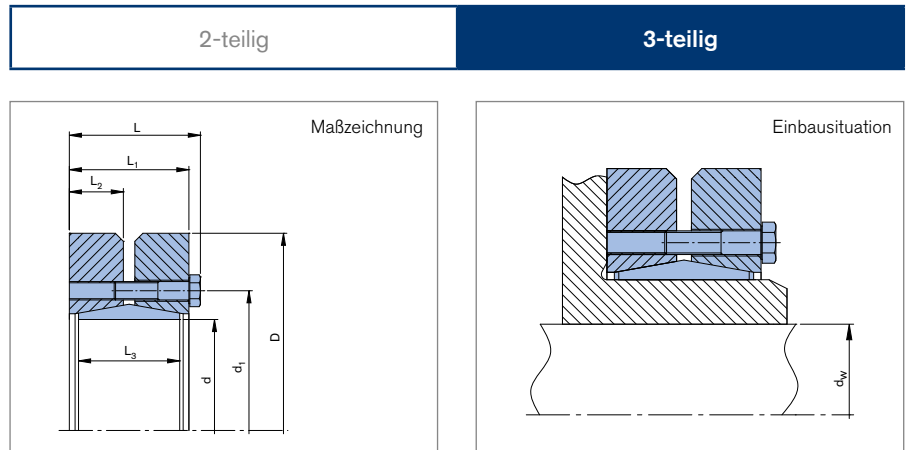 2-teilig
3-teilig
Maßzeichnung
L
L₁
L₂
L₃
d
d₁
D
Einbausituation
dw